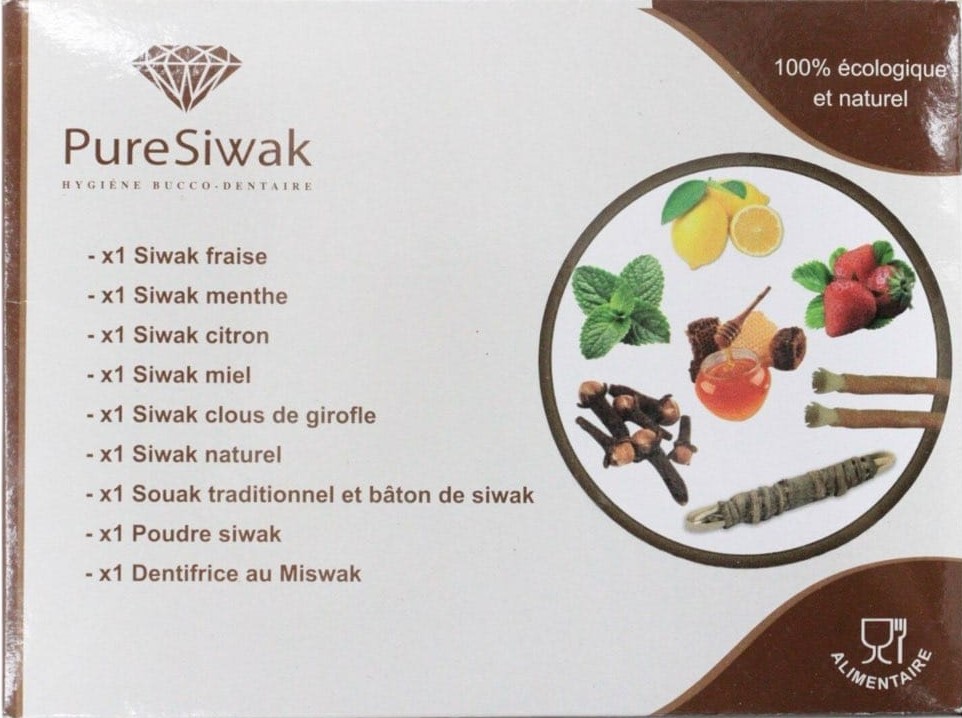 100% écologique
et naturel
PureSiwak
HYGIÈNE BUCCO-DENTAIRE
- x1 Siwak fraise
- x1 Siwak menthe
- x1 Siwak citron
- x1 Siwak miel
- x1 Siwak clous de girofle
- x1 Siwak naturel
- x1 Souak traditionnel et bâton de siwak
- x1 Poudre siwak
- x1 Dentifrice au Miswak
ALIMENTAIRE